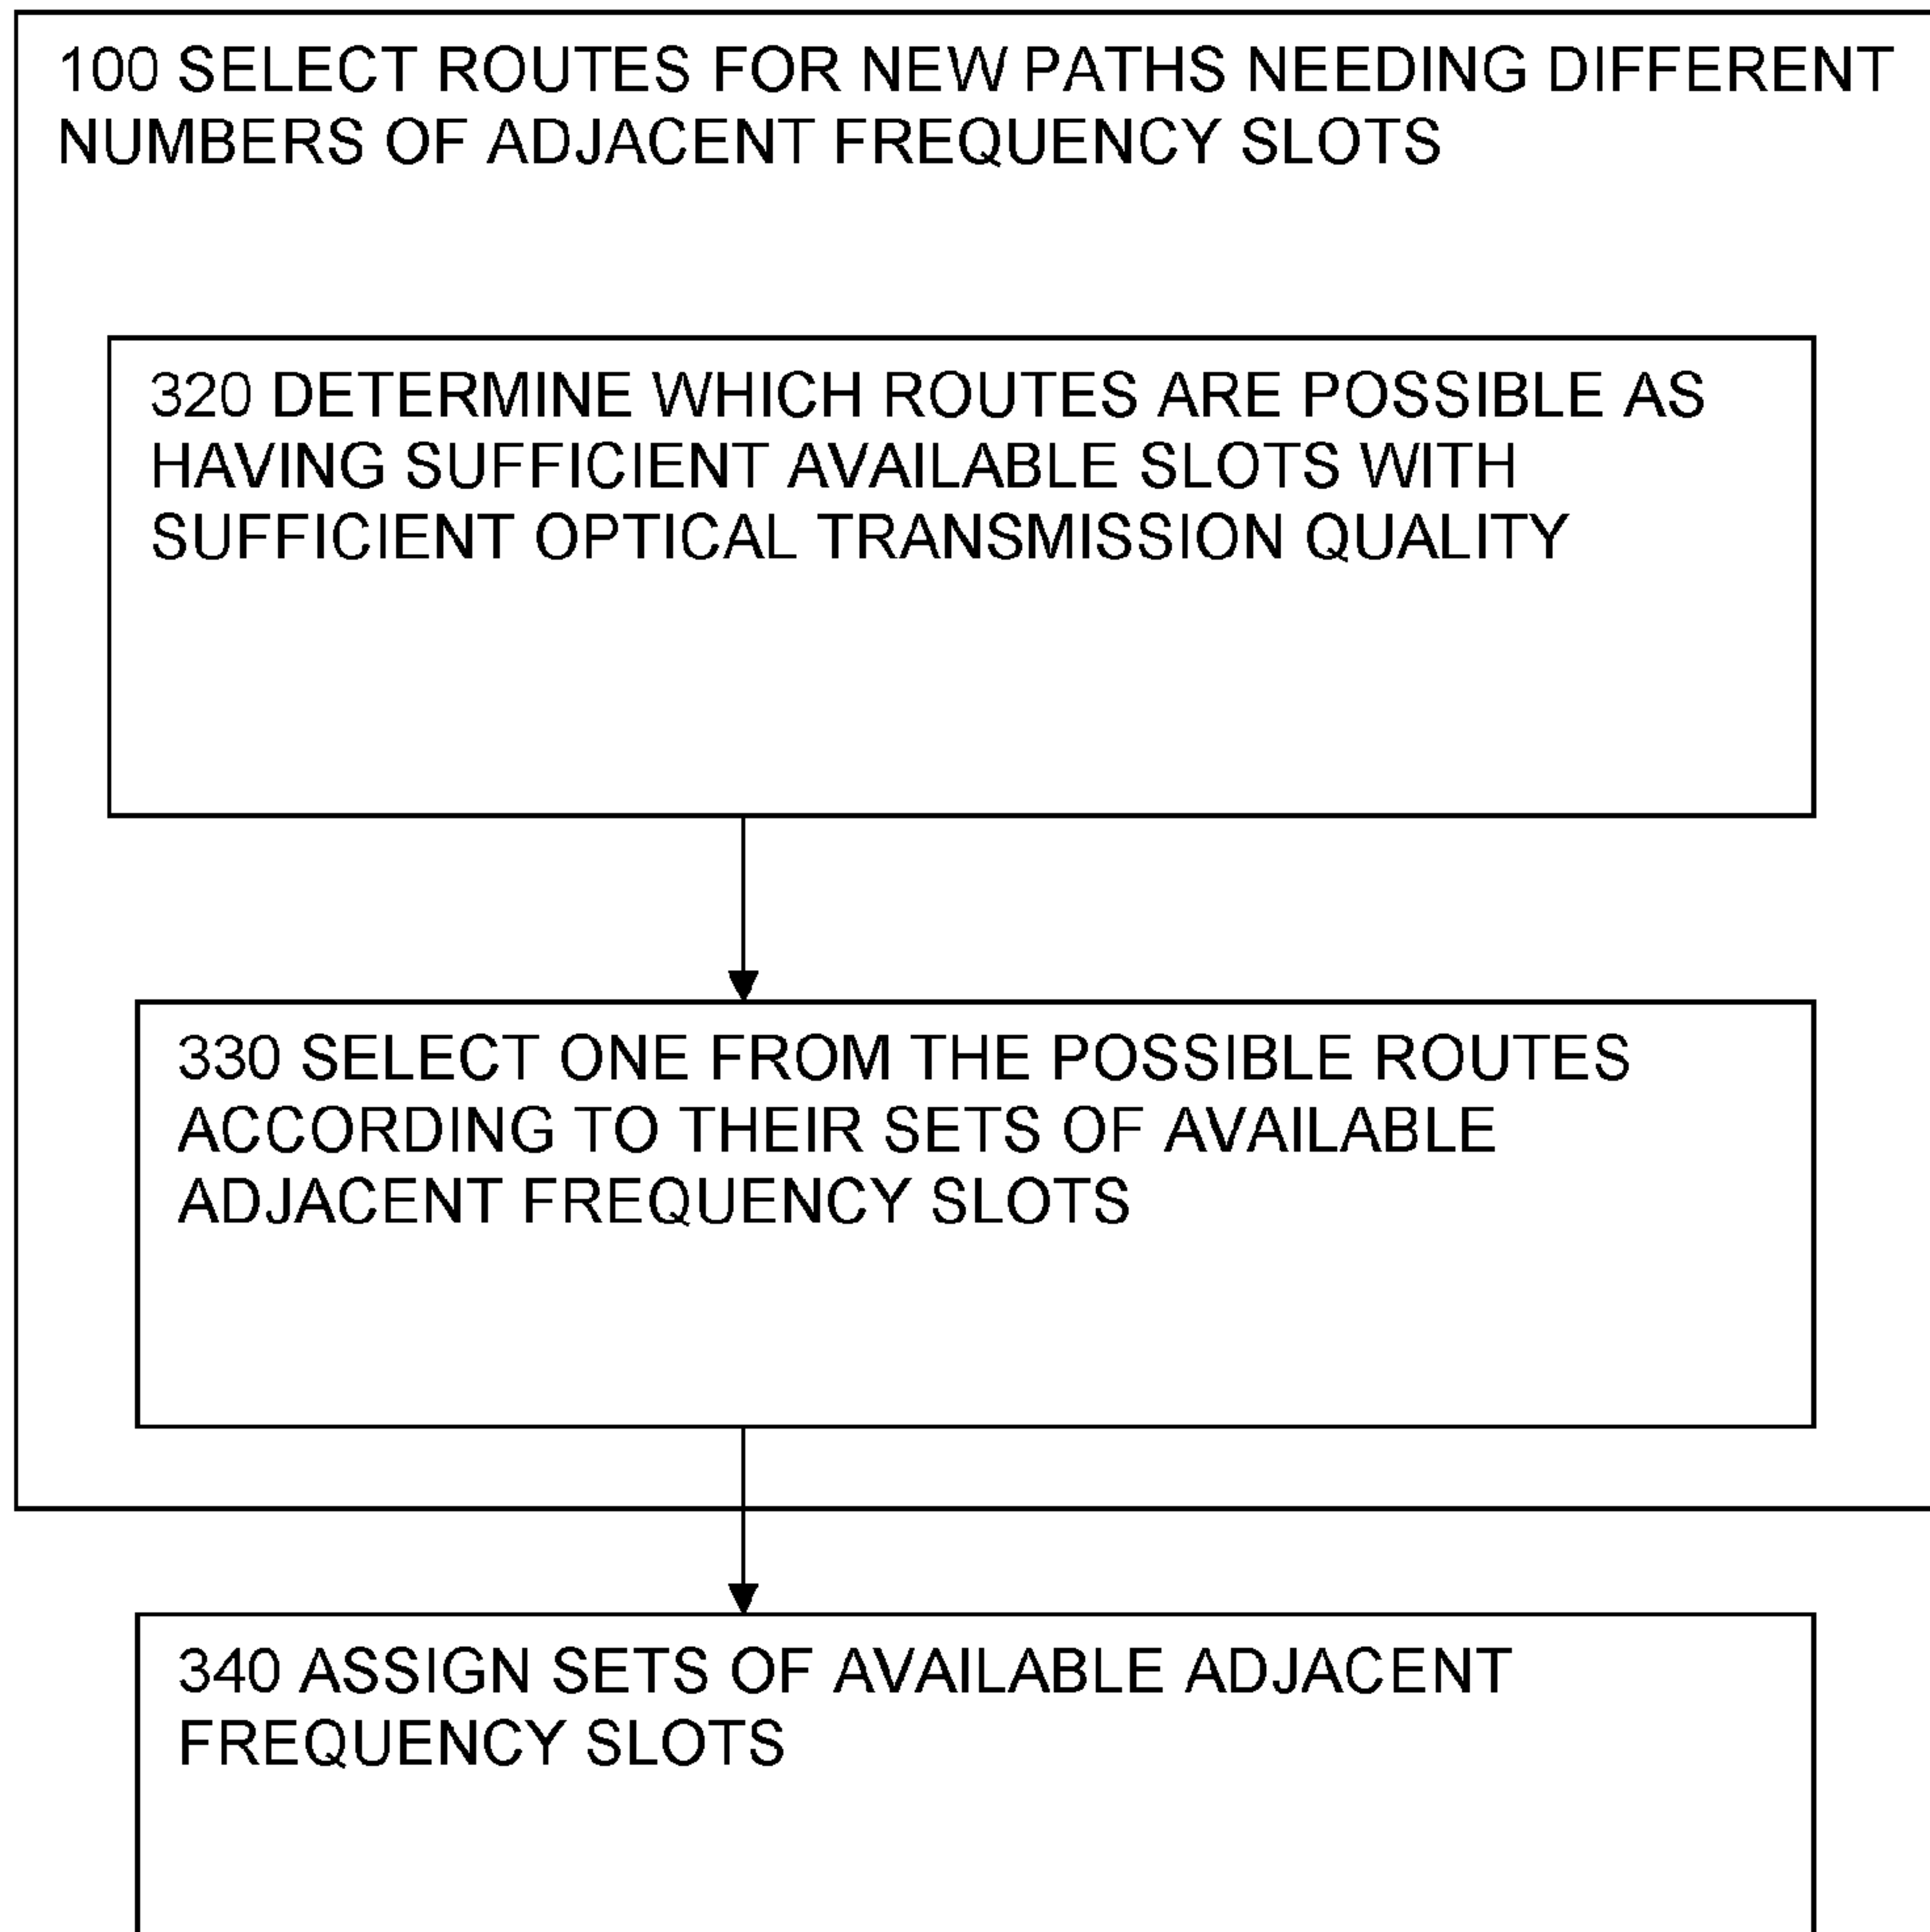 100 SELECT ROUTES FOR NEW PATHS NEEDING DIFFERENT
NUMBERS OF ADJACENT FREQUENCY SLOTS
320 DETERMINE WHICH ROUTES ARE POSSIBLE AS
HAVING SUFFICIENT AVAILABLE SLOTS WITH
SUFFICIENT OPTICAL TRANSMISSION QUALITY
330 SELECT ONE FROM THE POSSIBLE ROUTES
ACCORDING TO THEIR SETS OF AVAILABLE
ADJACENT FREQUENCY SLOTS
340 ASSIGN SETS OF AVAILABLE ADJACENT
FREQUENCY SLOTS